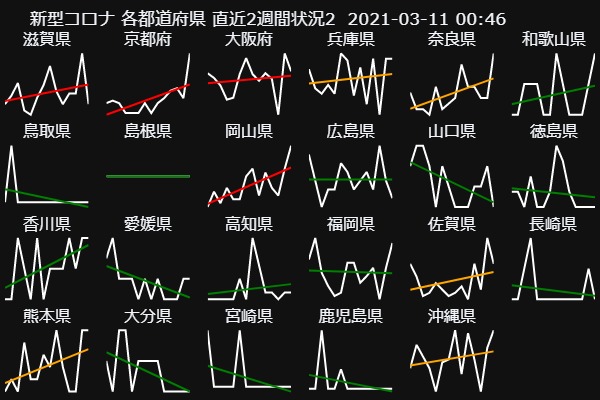 新型コロナ 各都道府県 直近2週間状況2 2021-03-11 00:46
滋賀県 京都府 大阪府 兵庫県 奈良県 和歌山県
鳥取県 島根県 岡山県 広島県 山口県 徳島県
香川県 愛媛県 高知県 福岡県 佐賀県 長崎県
熊本県 大分県 宮崎県 鹿児島県 沖縄県